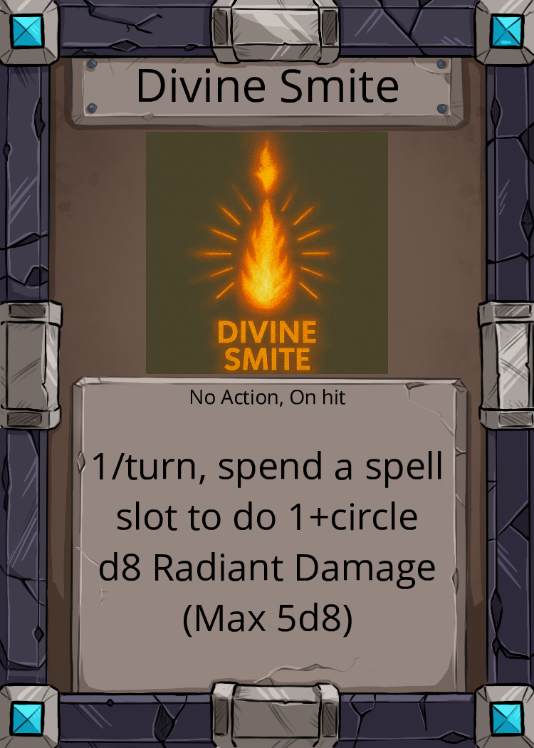 Divine Smite
DIVINE
SMITE
No Action, On hit
1/turn, spend a spell
slot to do 1+circle
d8 Radiant Damage
(Max 5d8)